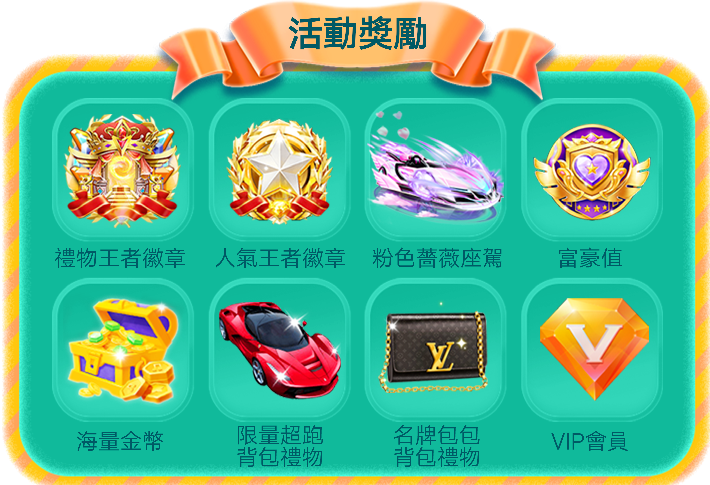 活動獎勵
禮物王者徽章
人氣王者徽章
粉色薔薇座駕
富豪值
LV
V
海量金幣
限量超跑
背包禮物
名牌包包
背包禮物
VIP會員